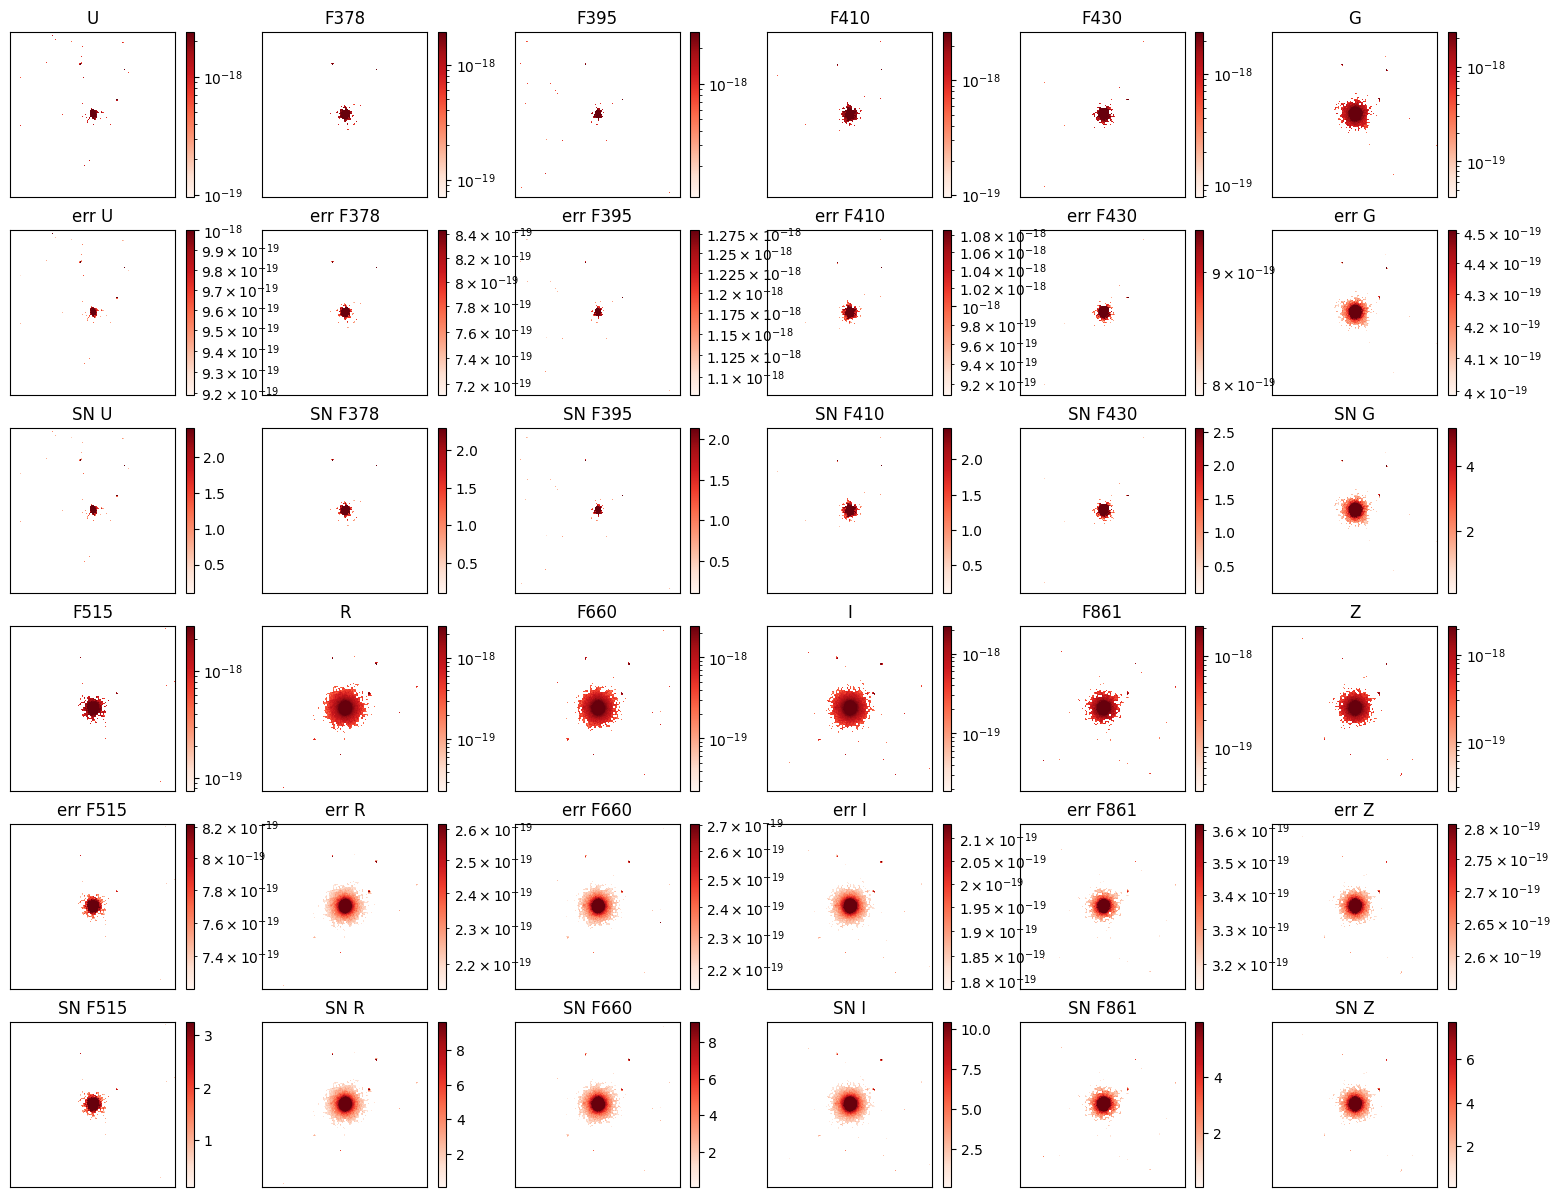 U
10⁻¹⁸
10⁻¹⁹
F378
10⁻¹⁸
10⁻¹⁹
F395
10⁻¹⁸
F410
10⁻¹⁸
10⁻¹⁹
F430
10⁻¹⁸
10⁻¹⁹
G
10⁻¹⁸
10⁻¹⁹
err U
10⁻¹⁸
9.9 × 10⁻¹⁹
9.8 × 10⁻¹⁹
9.7 × 10⁻¹⁹
9.6 × 10⁻¹⁹
9.5 × 10⁻¹⁹
9.4 × 10⁻¹⁹
9.3 × 10⁻¹⁹
9.2 × 10⁻¹⁹
err F378
8.4 × 10⁻¹⁹
8.2 × 10⁻¹⁹
8 × 10⁻¹⁹
7.8 × 10⁻¹⁹
7.6 × 10⁻¹⁹
7.4 × 10⁻¹⁹
7.2 × 10⁻¹⁹
err F395
1.275 × 10⁻¹⁸
1.25 × 10⁻¹⁸
1.225 × 10⁻¹⁸
1.2 × 10⁻¹⁸
1.175 × 10⁻¹⁸
1.15 × 10⁻¹⁸
1.125 × 10⁻¹⁸
1.1 × 10⁻¹⁸
err F410
1.08 × 10⁻¹⁸
1.06 × 10⁻¹⁸
1.04 × 10⁻¹⁸
1.02 × 10⁻¹⁸
10⁻¹⁸
9.8 × 10⁻¹⁹
9.6 × 10⁻¹⁹
9.4 × 10⁻¹⁹
9.2 × 10⁻¹⁹
err F430
9 × 10⁻¹⁹
8 × 10⁻¹⁹
err G
4.5 × 10⁻¹⁹
4.4 × 10⁻¹⁹
4.3 × 10⁻¹⁹
4.2 × 10⁻¹⁹
4.1 × 10⁻¹⁹
4 × 10⁻¹⁹
SN U
2.0
1.5
1.0
0.5
SN F378
2.0
1.5
1.0
0.5
SN F395
2.0
1.5
1.0
0.5
SN F410
2.0
1.5
1.0
0.5
SN F430
2.5
2.0
1.5
1.0
0.5
SN G
4
2
F515
10⁻¹⁸
10⁻¹⁹
R
10⁻¹⁸
10⁻¹⁹
F660
10⁻¹⁸
10⁻¹⁹
I
10⁻¹⁸
10⁻¹⁹
F861
10⁻¹⁸
10⁻¹⁹
Z
10⁻¹⁸
10⁻¹⁹
err F515
8.2 × 10⁻¹⁹
8 × 10⁻¹⁹
7.8 × 10⁻¹⁹
7.6 × 10⁻¹⁹
7.4 × 10⁻¹⁹
err R
2.6 × 10⁻¹⁹
2.5 × 10⁻¹⁹
2.4 × 10⁻¹⁹
2.3 × 10⁻¹⁹
2.2 × 10⁻¹⁹
err F660
2.7 × 10⁻¹⁹
2.6 × 10⁻¹⁹
2.5 × 10⁻¹⁹
2.4 × 10⁻¹⁹
2.3 × 10⁻¹⁹
2.2 × 10⁻¹⁹
err I
2.1 × 10⁻¹⁹
2.05 × 10⁻¹⁹
2 × 10⁻¹⁹
1.95 × 10⁻¹⁹
1.9 × 10⁻¹⁹
1.85 × 10⁻¹⁹
1.8 × 10⁻¹⁹
err F861
3.6 × 10⁻¹⁹
3.5 × 10⁻¹⁹
3.4 × 10⁻¹⁹
3.3 × 10⁻¹⁹
3.2 × 10⁻¹⁹
err Z
2.8 × 10⁻¹⁹
2.75 × 10⁻¹⁹
2.7 × 10⁻¹⁹
2.65 × 10⁻¹⁹
2.6 × 10⁻¹⁹
SN F515
3
2
1
SN R
8
6
4
2
SN F660
8
6
4
2
SN I
10.0
7.5
5.0
2.5
SN F861
4
2
SN Z
6
4
2